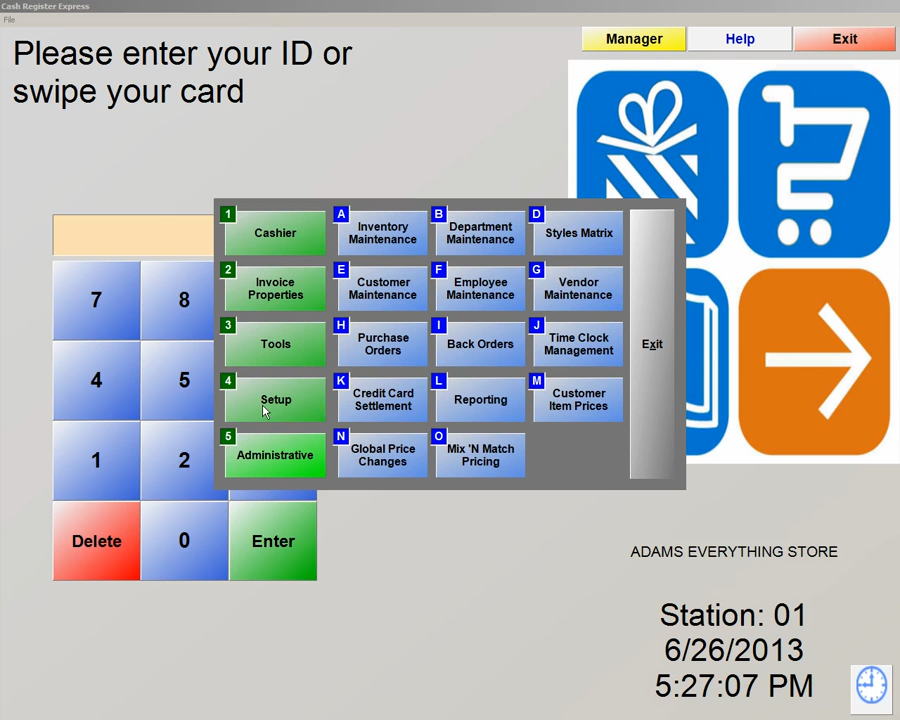 Cash Register Express
File
Please enter your ID or
swipe your card
Manager
Help
Exit
1
Cashier
A
Inventory
Maintenance
B
Department
Maintenance
D
Styles Matrix
2
Invoice
Properties
E
Customer
Maintenance
F
Employee
Maintenance
G
Vendor
Maintenance
3
Tools
H
Purchase
Orders
I
Back Orders
J
Time Clock
Management
Exit
4
Setup
K
Credit Card
Settlement
L
Reporting
M
Customer
Item Prices
5
Administrative
N
Global Price
Changes
O
Mix 'N Match
Pricing
7
8
4
5
1
2
Delete
0
Enter
ADAMS EVERYTHING STORE
Station: 01
6/26/2013
5:27:07 PM